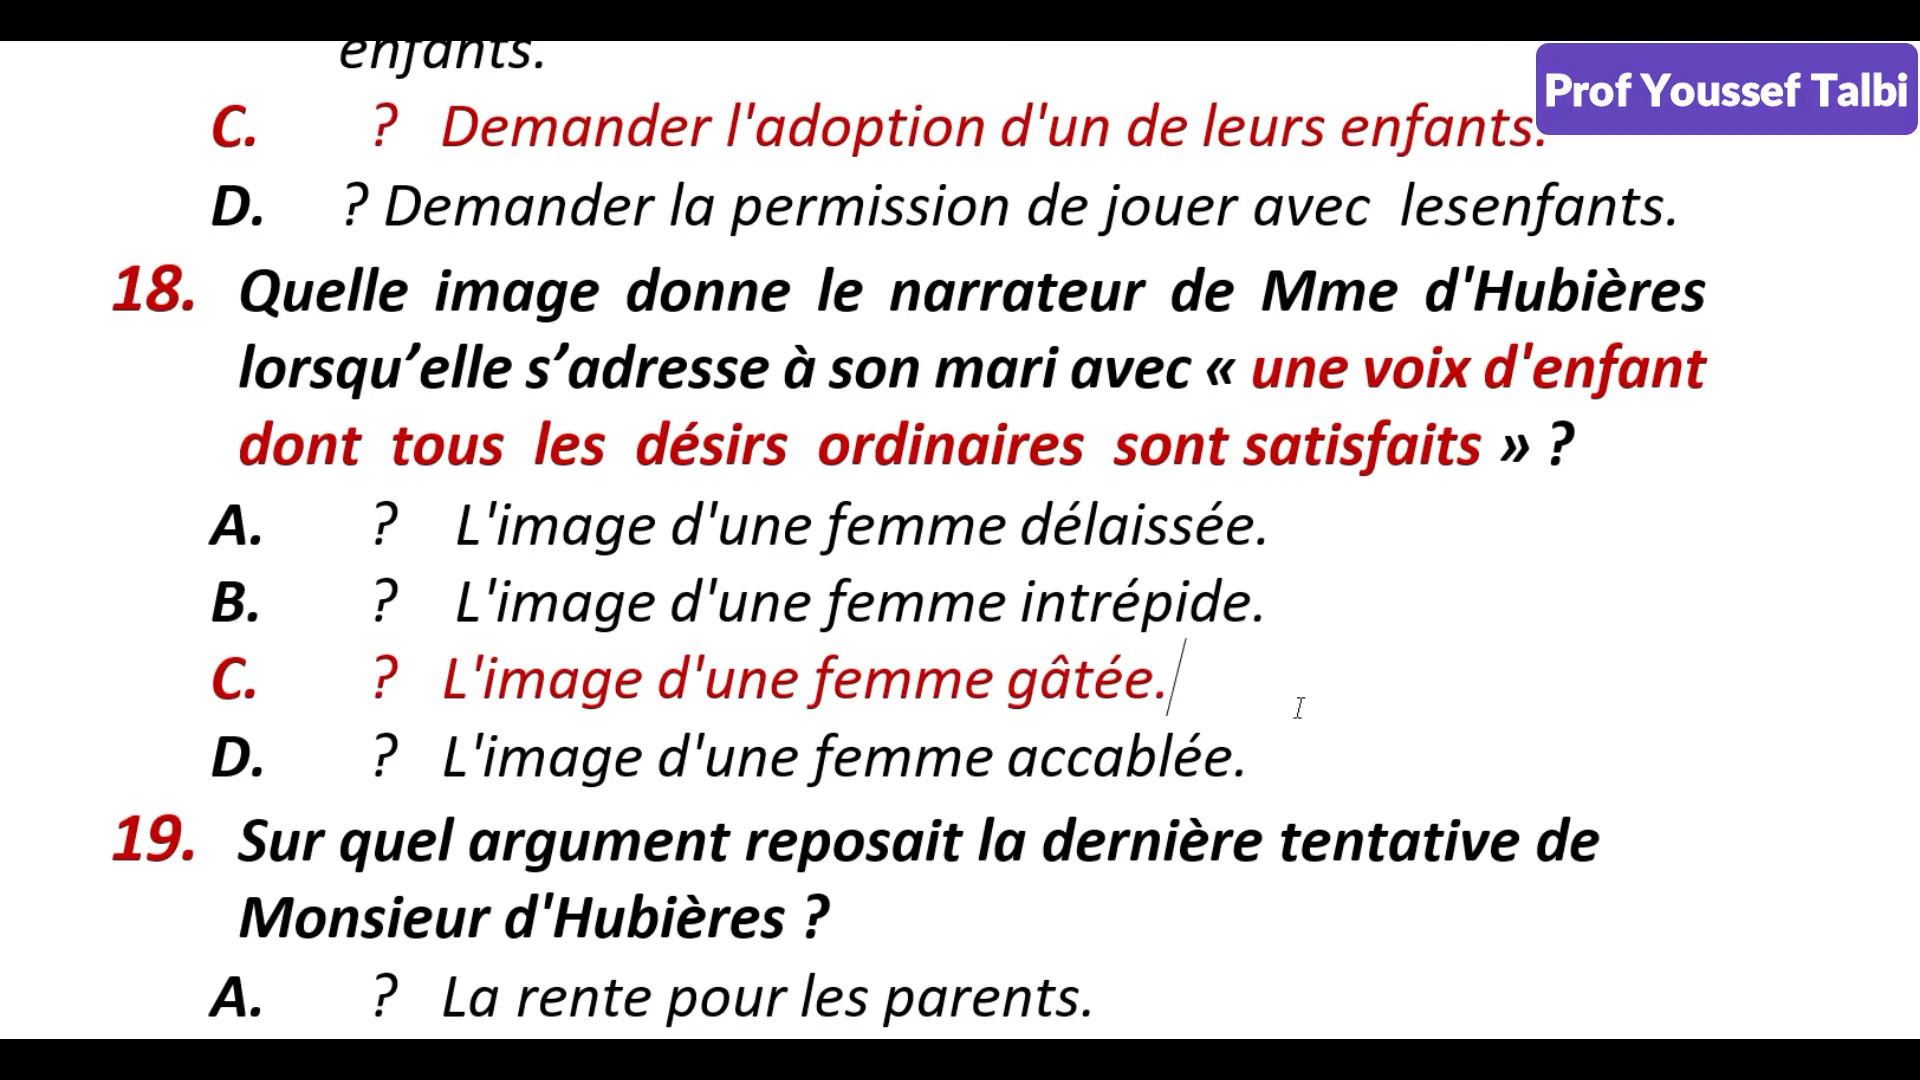 enfants.
Prof Youssef Talbi
C. ? Demander l'adoption d'un de leurs enfants.
D. ? Demander la permission de jouer avec lesenfants.
18. Quelle image donne le narrateur de Mme d'Hubières
lorsqu’elle s’adresse à son mari avec « une voix d'enfant
dont tous les désirs ordinaires sont satisfaits » ?
A. ? L'image d'une femme délaissée.
B. ? L'image d'une femme intrépide.
C. ? L'image d'une femme gâtée.
D. ? L'image d'une femme accablée.
19. Sur quel argument reposait la dernière tentative de
Monsieur d'Hubières ?
A. ? La rente pour les parents.